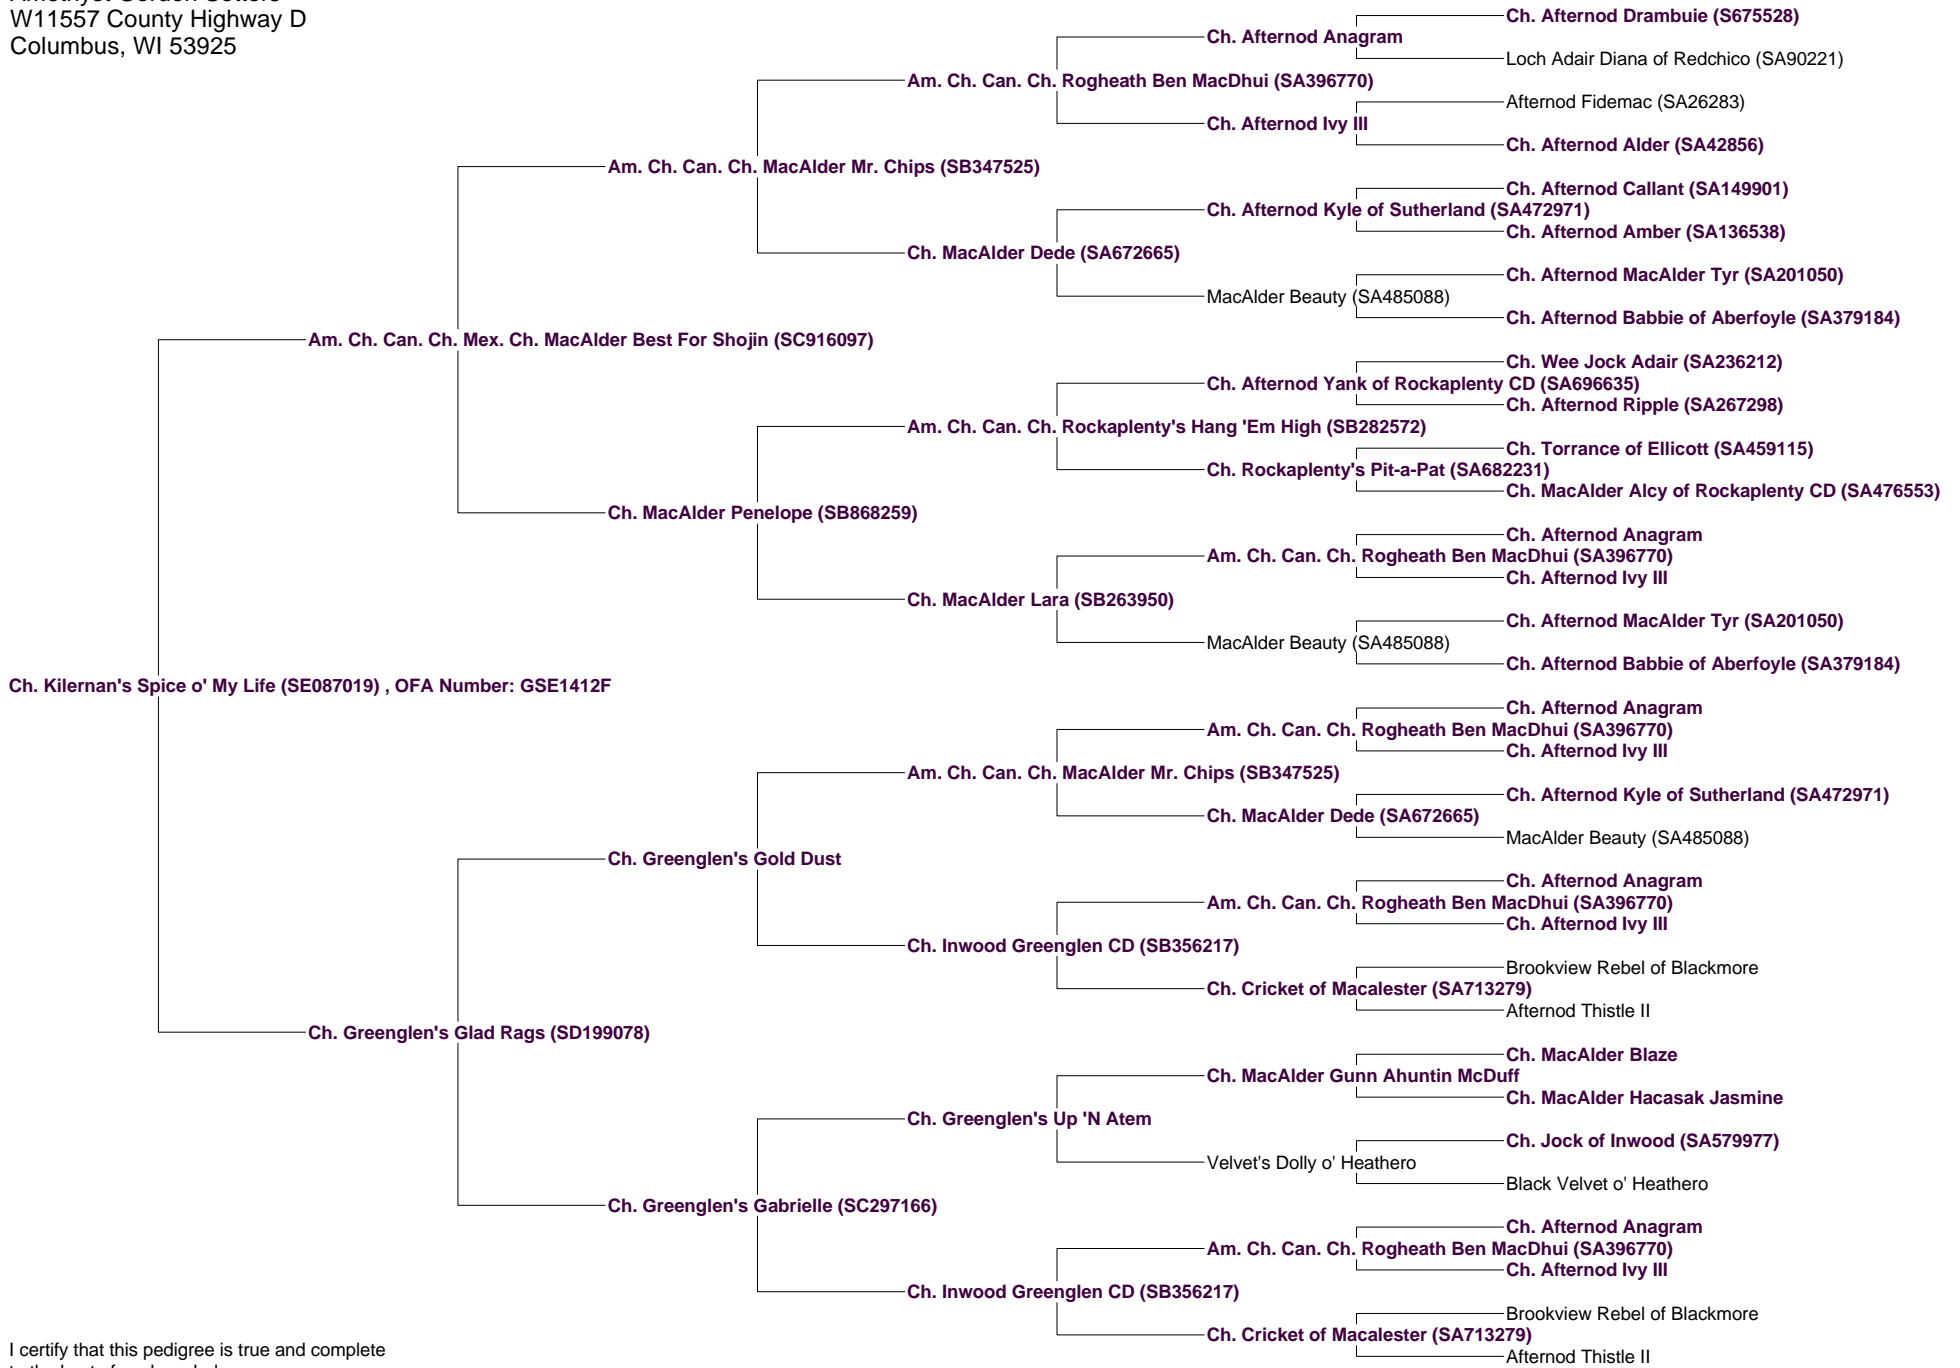 Amethyst Gordon Setters
W11557 County Highway D
Columbus, WI 53925
Ch. Afternod Drambuie (S675528)
Ch. Afternod Anagram
Loch Adair Diana of Redchico (SA90221)
Am. Ch. Can. Ch. Rogheath Ben MacDhui (SA396770)
Afternod Fidemac (SA26283)
Ch. Afternod Ivy III
Ch. Afternod Alder (SA42856)
Am. Ch. Can. Ch. MacAlder Mr. Chips (SB347525)
Ch. Afternod Callant (SA149901)
Ch. Afternod Kyle of Sutherland (SA472971)
Ch. Afternod Amber (SA136538)
Ch. MacAlder Dede (SA672665)
Ch. Afternod MacAlder Tyr (SA201050)
MacAlder Beauty (SA485088)
Ch. Afternod Babbie of Aberfoyle (SA379184)
Am. Ch. Can. Ch. Mex. Ch. MacAlder Best For Shojin (SC916097)
Ch. Wee Jock Adair (SA236212)
Ch. Afternod Yank of Rockaplenty CD (SA696635)
Ch. Afternod Ripple (SA267298)
Am. Ch. Can. Ch. Rockaplenty's Hang 'Em High (SB282572)
Ch. Torrance of Ellicott (SA459115)
Ch. Rockaplenty's Pit-a-Pat (SA682231)
Ch. MacAlder Alcy of Rockaplenty CD (SA476553)
Ch. MacAlder Penelope (SB868259)
Ch. Afternod Anagram
Am. Ch. Can. Ch. Rogheath Ben MacDhui (SA396770)
Ch. Afternod Ivy III
Ch. MacAlder Lara (SB263950)
Ch. Afternod MacAlder Tyr (SA201050)
MacAlder Beauty (SA485088)
Ch. Afternod Babbie of Aberfoyle (SA379184)
Ch. Kilernan's Spice o' My Life (SE087019) , OFA Number: GSE1412F
Ch. Afternod Anagram
Am. Ch. Can. Ch. Rogheath Ben MacDhui (SA396770)
Ch. Afternod Ivy III
Am. Ch. Can. Ch. MacAlder Mr. Chips (SB347525)
Ch. Afternod Kyle of Sutherland (SA472971)
Ch. MacAlder Dede (SA672665)
MacAlder Beauty (SA485088)
Ch. Greenglen's Gold Dust
Ch. Afternod Anagram
Am. Ch. Can. Ch. Rogheath Ben MacDhui (SA396770)
Ch. Afternod Ivy III
Ch. Inwood Greenglen CD (SB356217)
Brookview Rebel of Blackmore
Ch. Cricket of Macalester (SA713279)
Afternod Thistle II
Ch. Greenglen's Glad Rags (SD199078)
Ch. MacAlder Blaze
Ch. MacAlder Gunn Ahuntin McDuff
Ch. MacAlder Hacasak Jasmine
Ch. Greenglen's Up 'N Atem
Ch. Jock of Inwood (SA579977)
Velvet's Dolly o' Heathero
Black Velvet o' Heathero
Ch. Greenglen's Gabrielle (SC297166)
Ch. Afternod Anagram
Am. Ch. Can. Ch. Rogheath Ben MacDhui (SA396770)
Ch. Afternod Ivy III
Ch. Inwood Greenglen CD (SB356217)
Brookview Rebel of Blackmore
Ch. Cricket of Macalester (SA713279)
Afternod Thistle II
I certify that this pedigree is true and complete